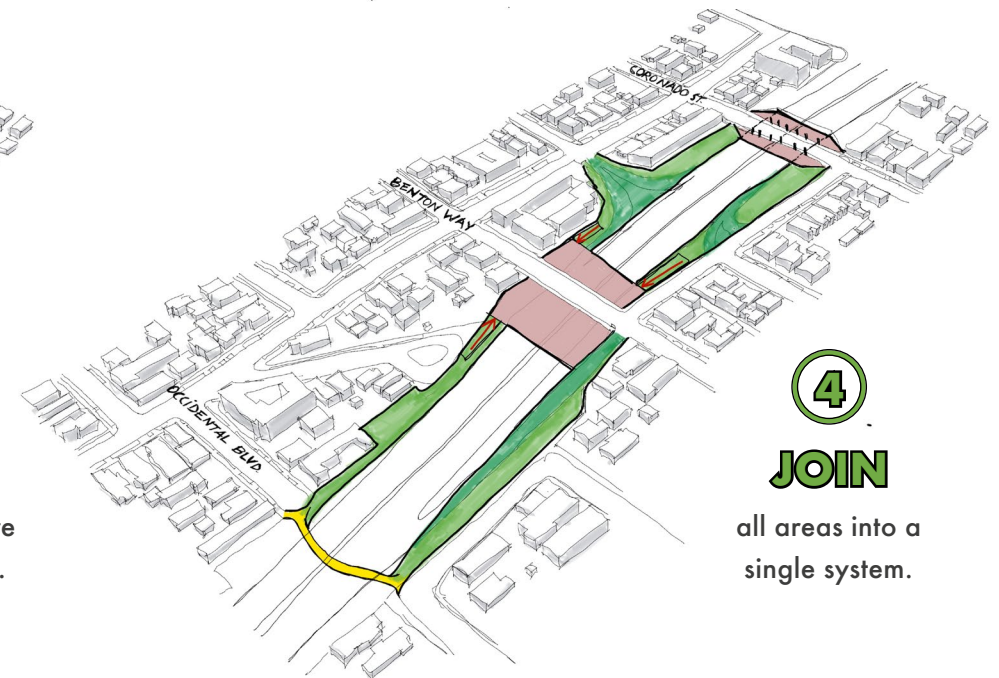 CORONADO ST.
BENTON WAY
OCCIDENTAL BLVD.
4
JOIN
all areas into a
single system.